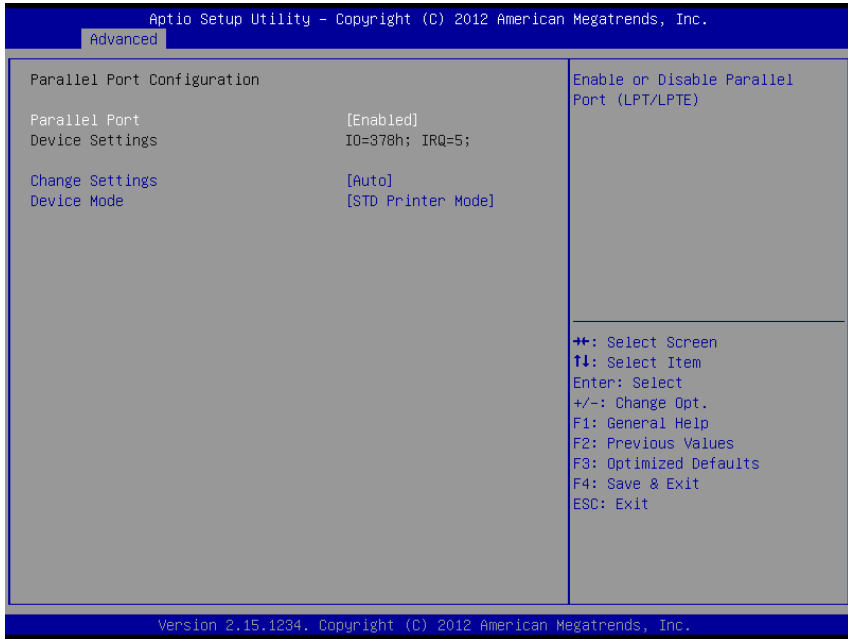 Aptio Setup Utility – Copyright (C) 2012 American Megatrends, Inc.
Advanced
Parallel Port Configuration
Parallel Port [Enabled]
Device Settings IO=378h; IRQ=5;
Change Settings [Auto]
Device Mode [STD Printer Mode]
Enable or Disable Parallel
Port (LPT/LPTE)
→←: Select Screen
↑↓: Select Item
Enter: Select
+/-: Change Opt.
F1: General Help
F2: Previous Values
F3: Optimized Defaults
F4: Save & Exit
ESC: Exit
Version 2.15.1234. Copyright (C) 2012 American Megatrends, Inc.